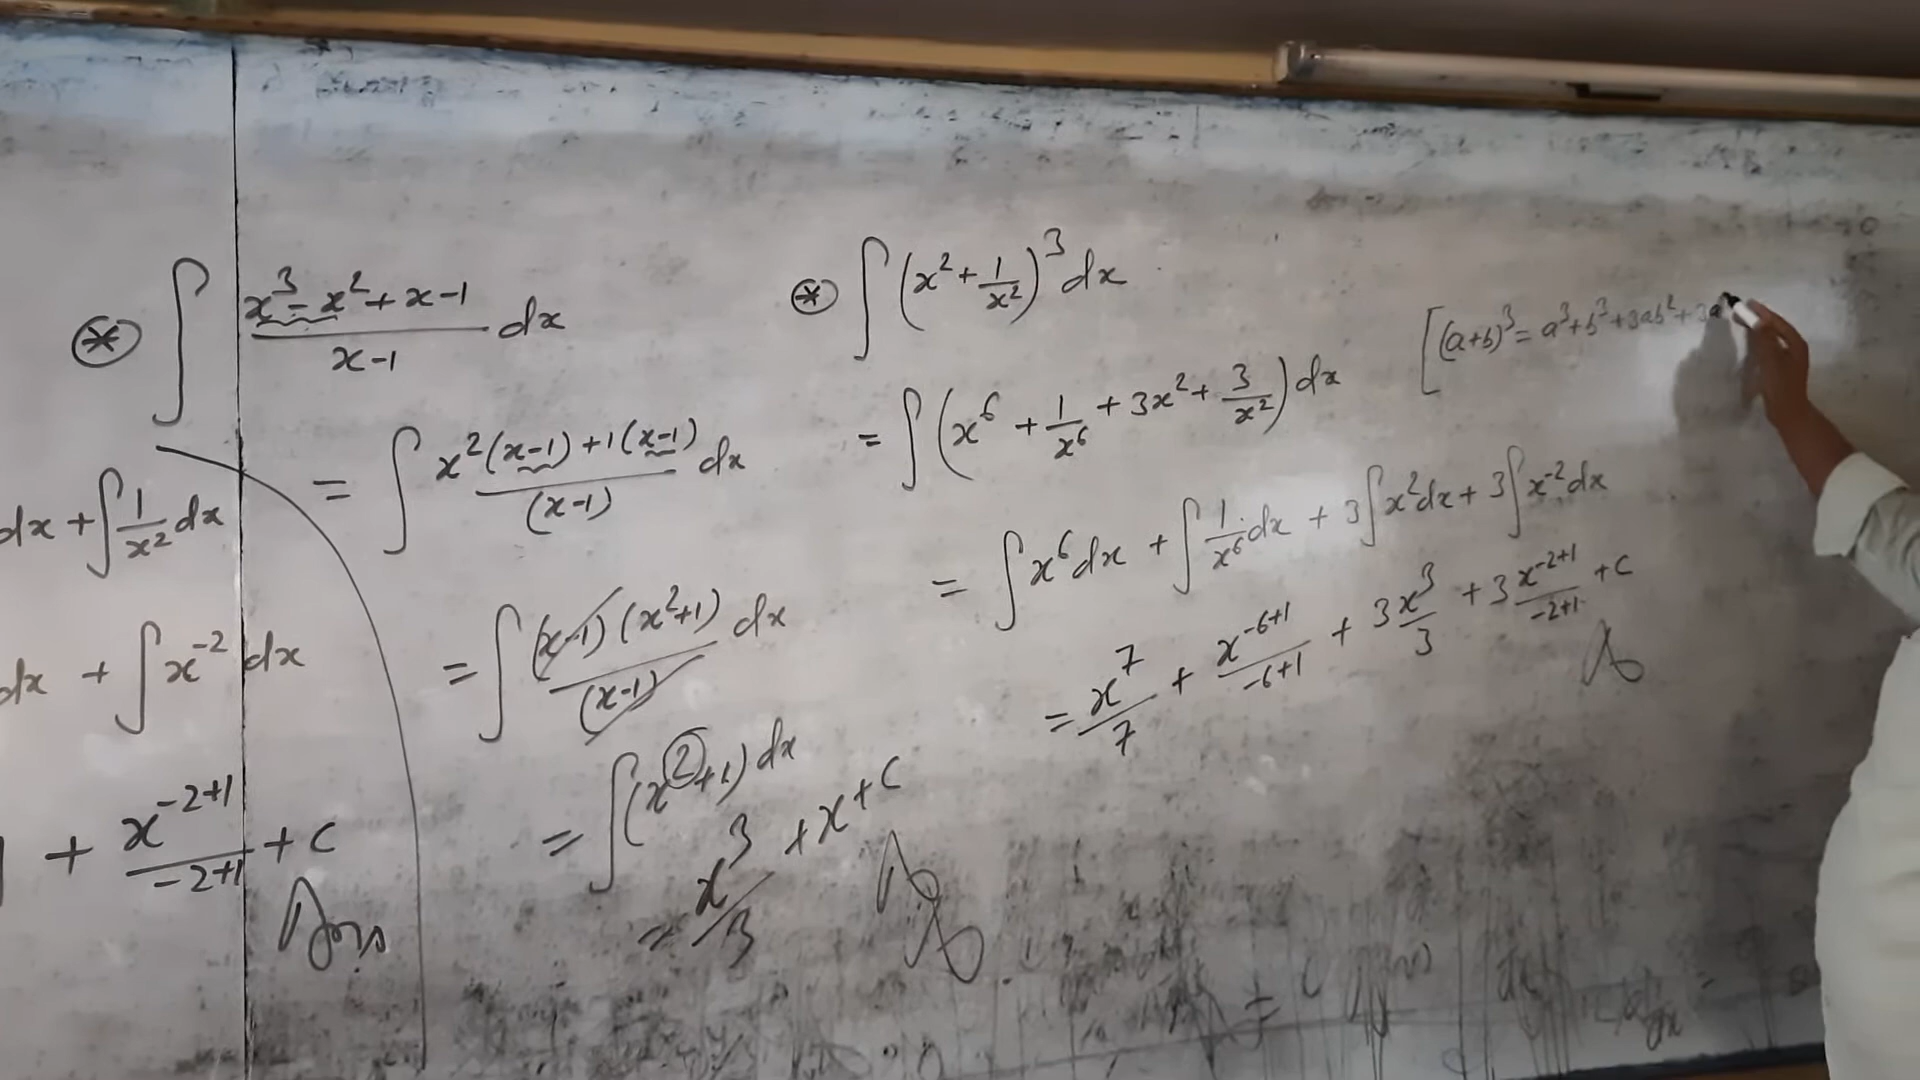 dx + ∫ 1/x² dx
dx + ∫ x⁻² dx
+ x⁻²⁺¹/-2+1 + c
Ans
⊛ ∫ x³ - x² + x - 1 / x - 1 dx
= ∫ x²(x-1) + 1(x-1) / (x-1) dx
= ∫ (x-1)(x²+1) / (x-1) dx
= ∫ (x²+1) dx
= x³/3 + x + c
⊛ ∫ (x² + 1/x²)³ dx
= ∫ (x⁶ + 1/x⁶ + 3x² + 3/x²) dx
= ∫ x⁶ dx + ∫ 1/x⁶ dx + 3∫ x² dx + 3∫ x⁻² dx
= x⁷/7 + x⁻⁶⁺¹/-6+1 + 3 x³/3 + 3 x⁻²⁺¹/-2+1 + c
[(a+b)³ = a³ + b³ + 3ab² + 3a